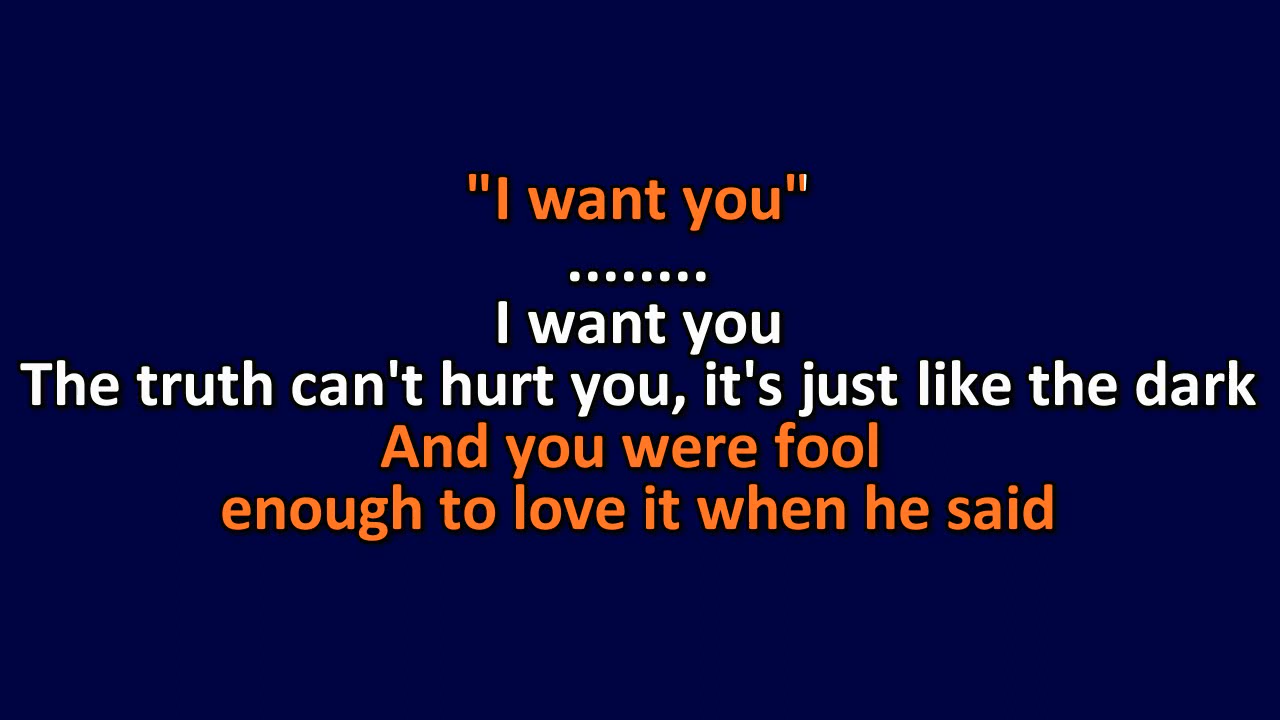 "I want you"
........
I want you
The truth can't hurt you, it's just like the dark
And you were fool
enough to love it when he said